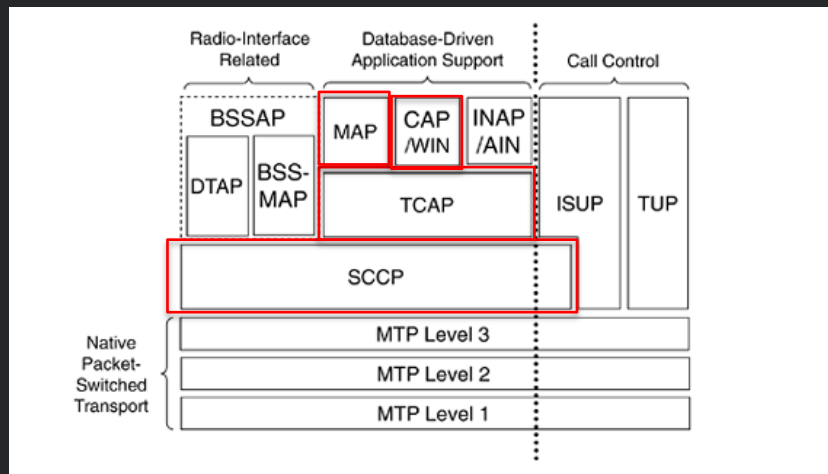 Radio-Interface
Related
Database-Driven
Application Support
Call Control
BSSAP
DTAP
BSS-
MAP
MAP
CAP
/WIN
INAP
/AIN
TCAP
ISUP
TUP
SCCP
Native
Packet-
Switched
Transport
MTP Level 3
MTP Level 2
MTP Level 1